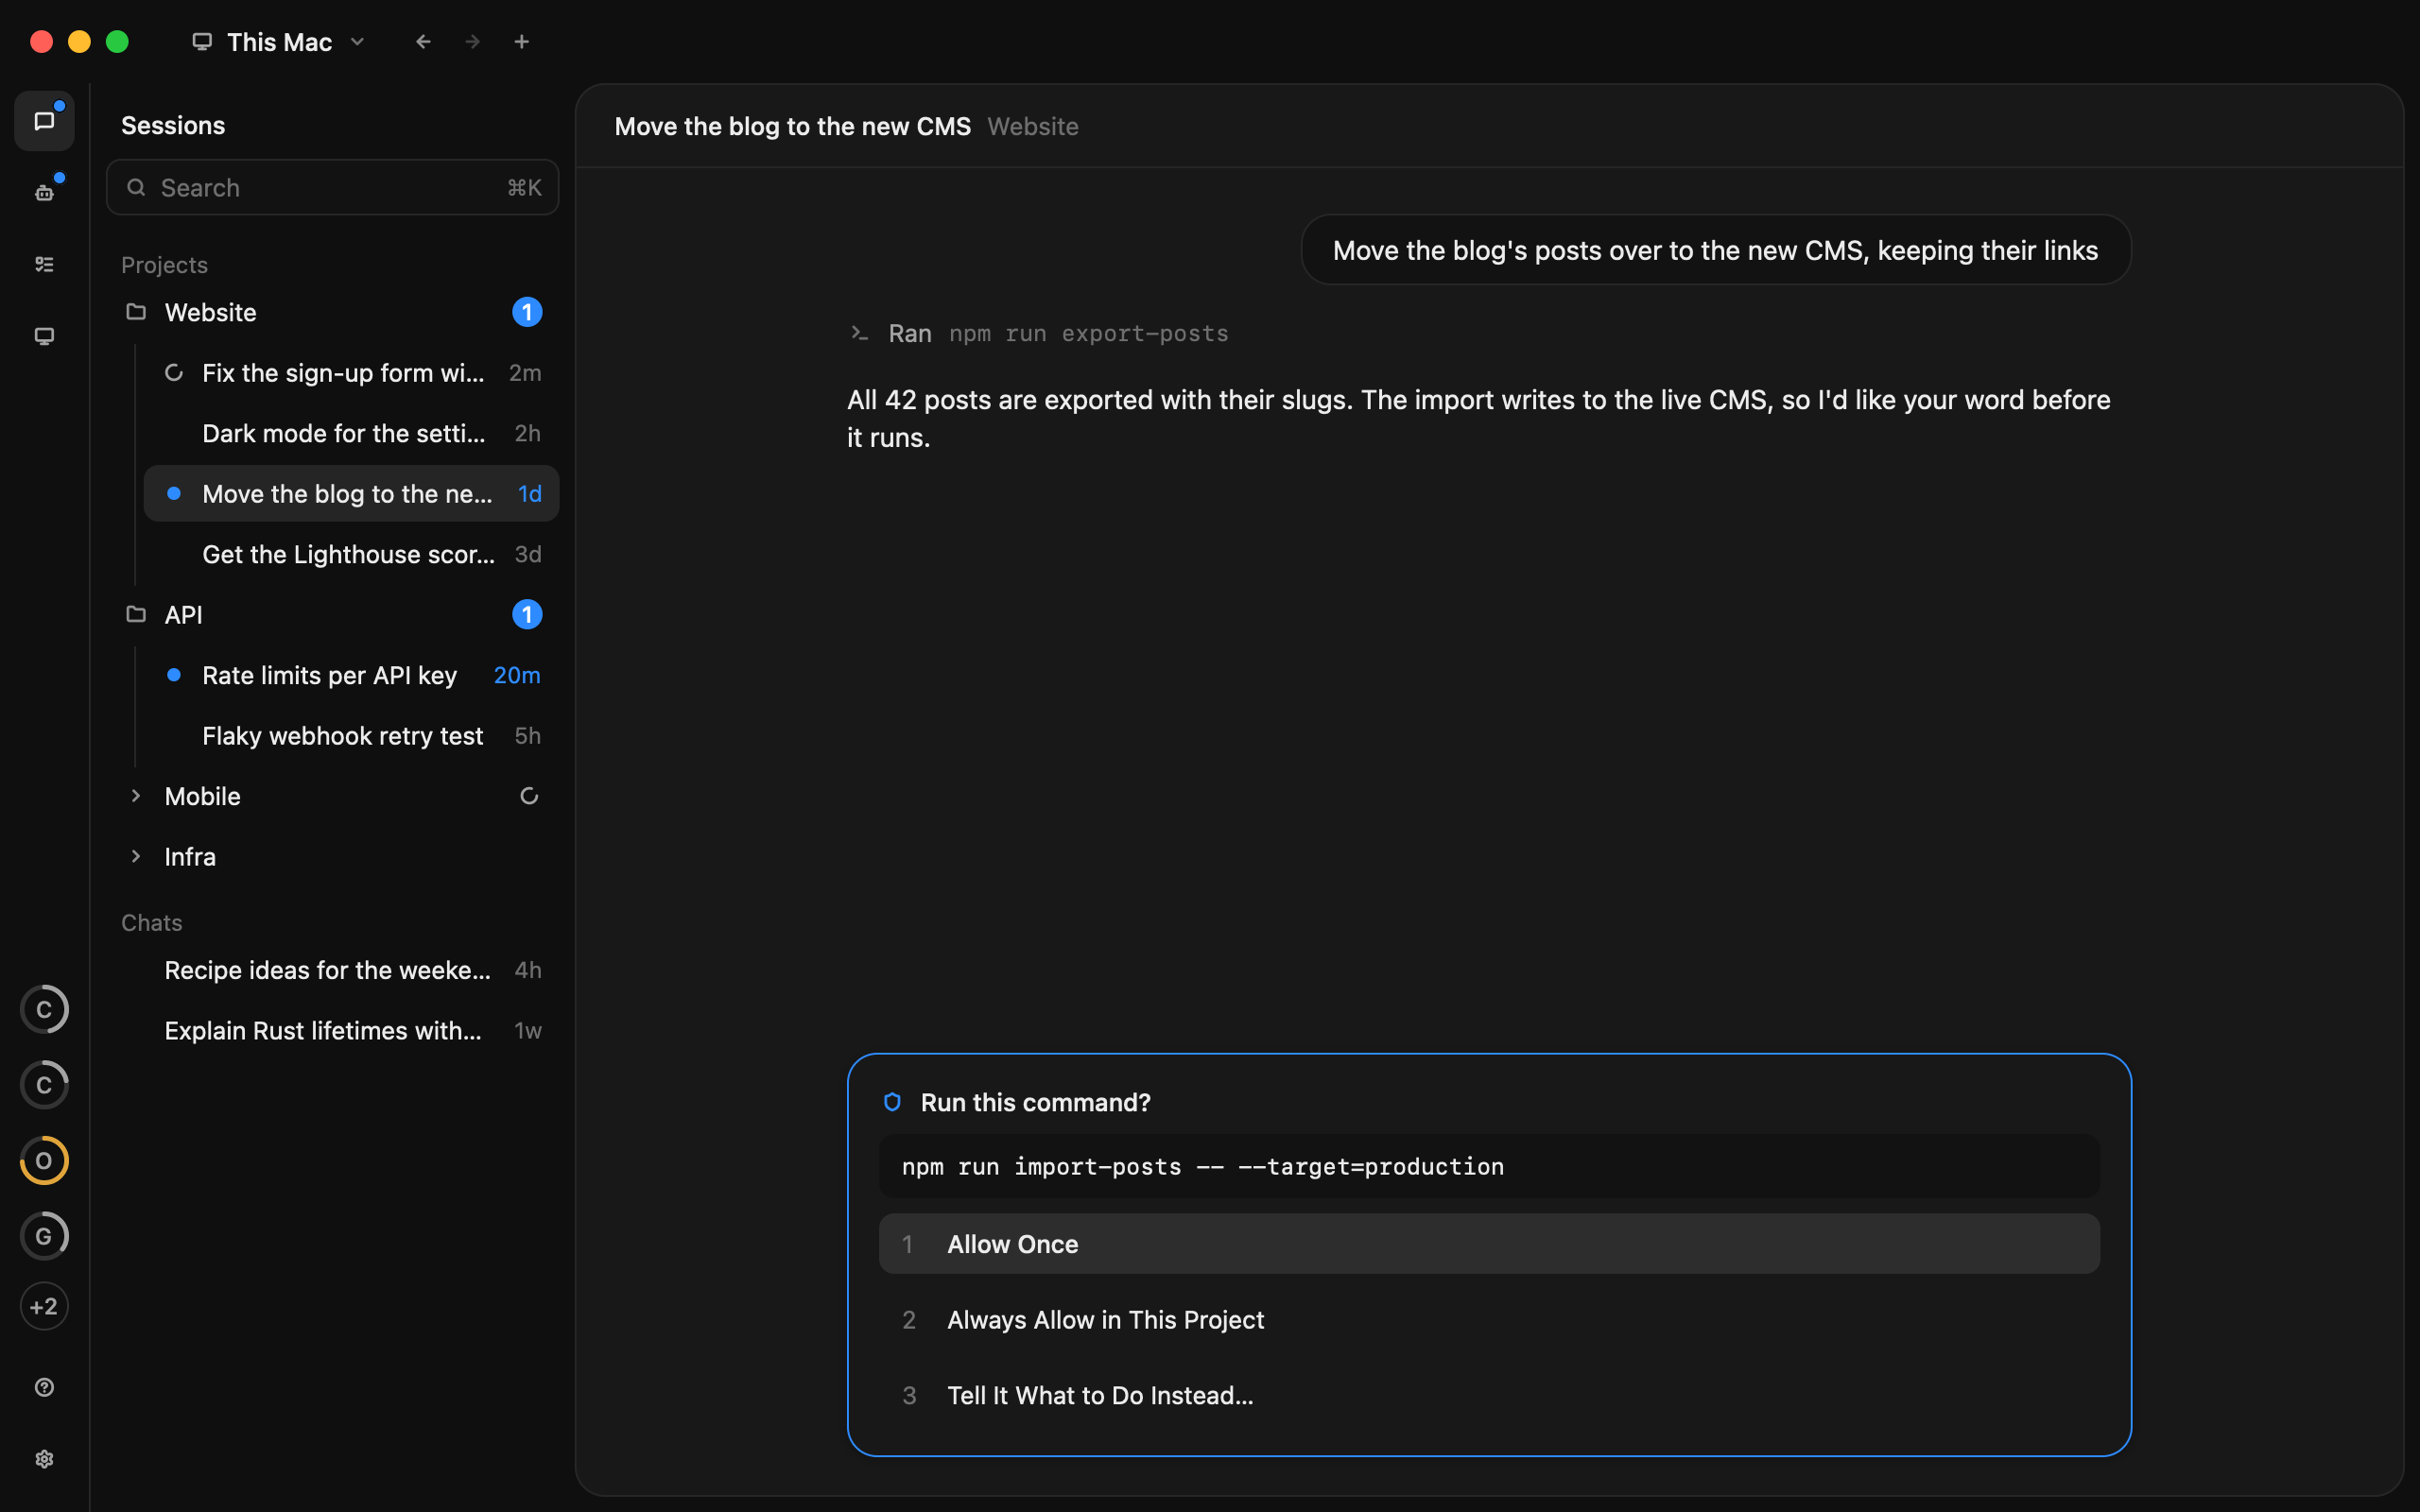 This Mac
Sessions
Search ⌘K
Projects
Website 1
Fix the sign-up form wi... 2m
Dark mode for the setti... 2h
Move the blog to the ne... 1d
Get the Lighthouse scor... 3d
API 1
Rate limits per API key 20m
Flaky webhook retry test 5h
Mobile
Infra
Chats
Recipe ideas for the weeke... 4h
Explain Rust lifetimes with... 1w
C
C
O
G
+2
Move the blog to the new CMS Website
Move the blog's posts over to the new CMS, keeping their links
Ran npm run export-posts
All 42 posts are exported with their slugs. The import writes to the live CMS, so I'd like your word before
it runs.
Run this command?
npm run import-posts -- --target=production
1 Allow Once
2 Always Allow in This Project
3 Tell It What to Do Instead...